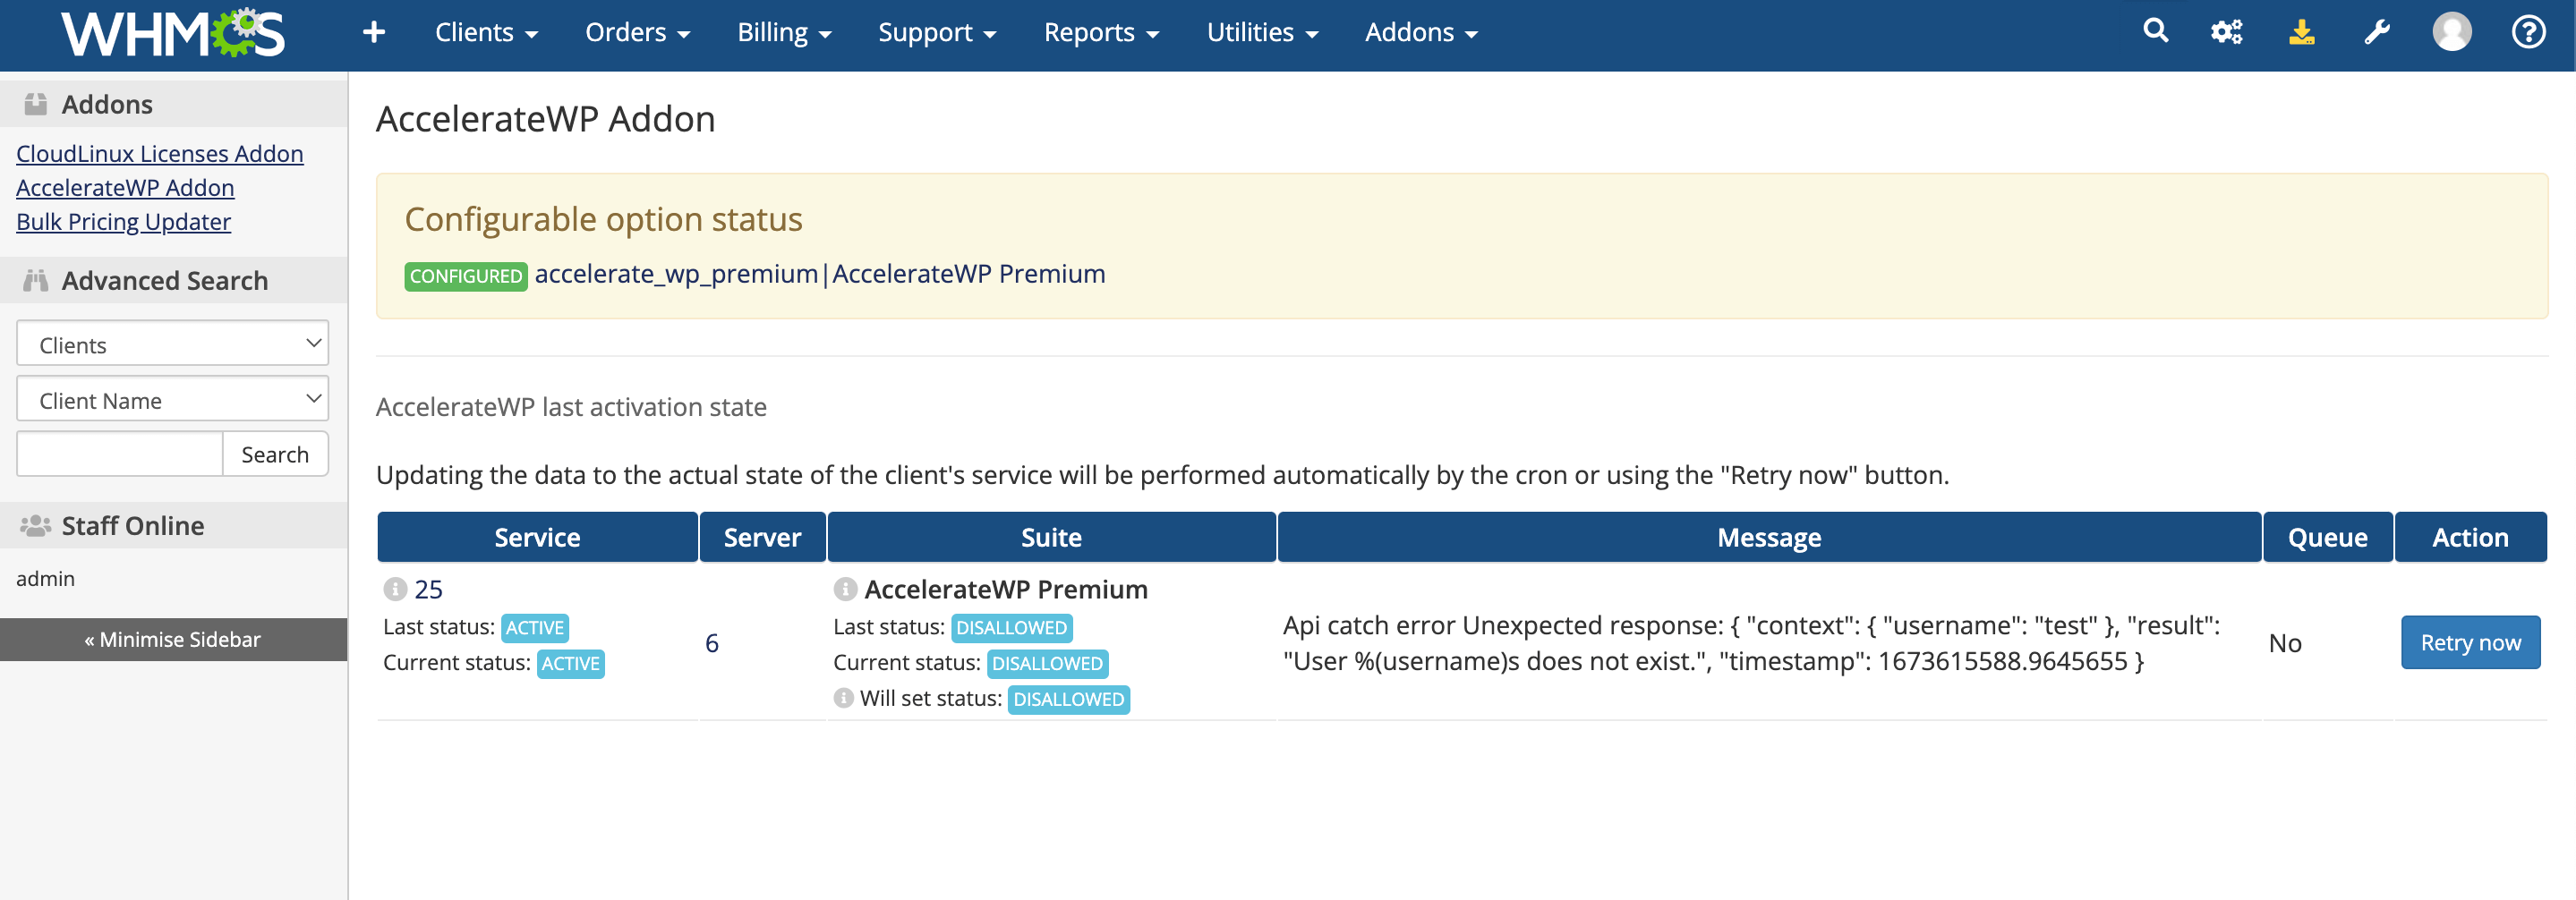 WHMCS
Clients Orders Billing Support Reports Utilities Addons
Addons
CloudLinux Licenses Addon
AccelerateWP Addon
Bulk Pricing Updater
Advanced Search
Clients
Client Name
Search
Staff Online
admin
« Minimise Sidebar
AccelerateWP Addon
Configurable option status
CONFIGURED accelerate_wp_premium|AccelerateWP Premium
AccelerateWP last activation state
Updating the data to the actual state of the client's service will be performed automatically by the cron or using the "Retry now" button.
Service Server Suite Message Queue Action
25
Last status: ACTIVE
Current status: ACTIVE
6
AccelerateWP Premium
Last status: DISALLOWED
Current status: DISALLOWED
Will set status: DISALLOWED
Api catch error Unexpected response: { "context": { "username": "test" }, "result":
"User %(username)s does not exist.", "timestamp": 1673615588.9645655 }
No
Retry now